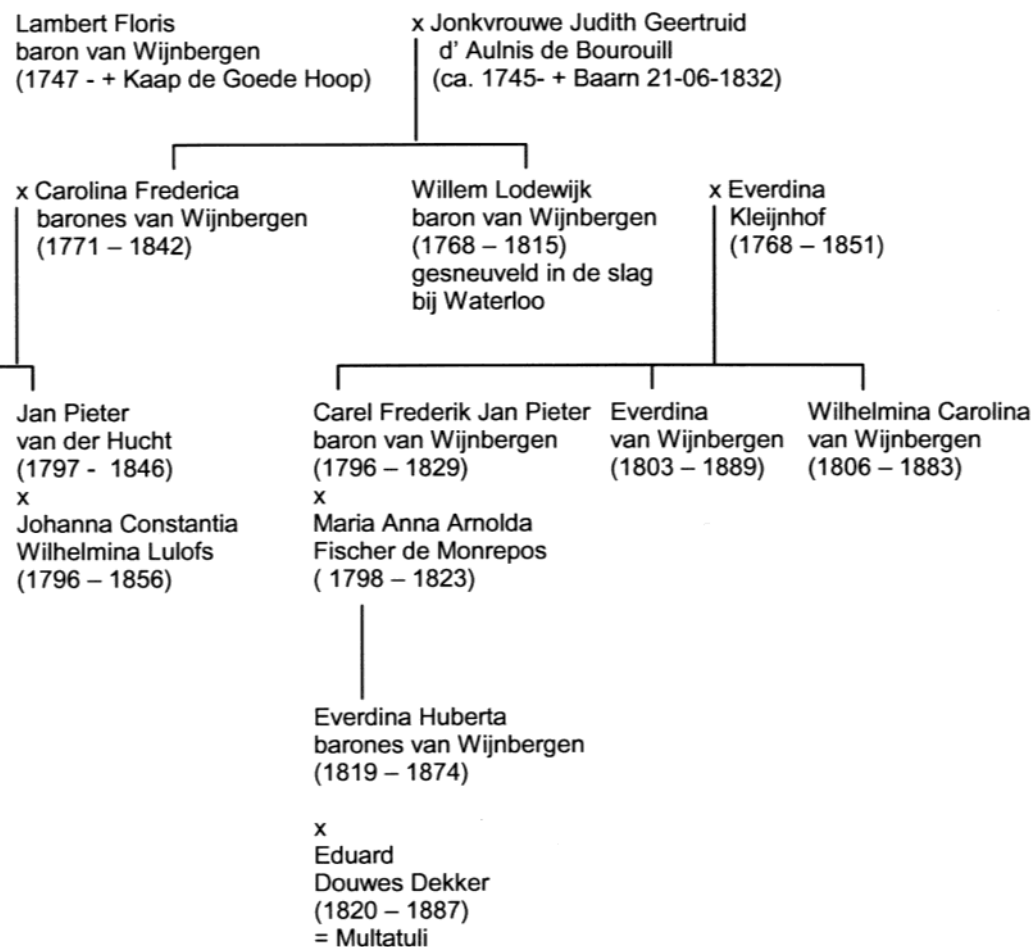 Lambert Floris
baron van Wijnbergen
(1747 - + Kaap de Goede Hoop)
x Jonkvrouwe Judith Geertruid
d' Aulnis de Bourouill
(ca. 1745- + Baarn 21-06-1832)
x Carolina Frederica
barones van Wijnbergen
(1771 – 1842)
Willem Lodewijk
baron van Wijnbergen
(1768 – 1815)
gesneuveld in de slag
bij Waterloo
x Everdina
Kleijnhof
(1768 – 1851)
Jan Pieter
van der Hucht
(1797 - 1846)
x
Johanna Constantia
Wilhelmina Lulofs
(1796 – 1856)
Carel Frederik Jan Pieter
baron van Wijnbergen
(1796 – 1829)
x
Maria Anna Arnolda
Fischer de Monrepos
( 1798 – 1823)
Everdina
van Wijnbergen
(1803 – 1889)
Wilhelmina Carolina
van Wijnbergen
(1806 – 1883)
Everdina Huberta
barones van Wijnbergen
(1819 – 1874)
x
Eduard
Douwes Dekker
(1820 – 1887)
= Multatuli